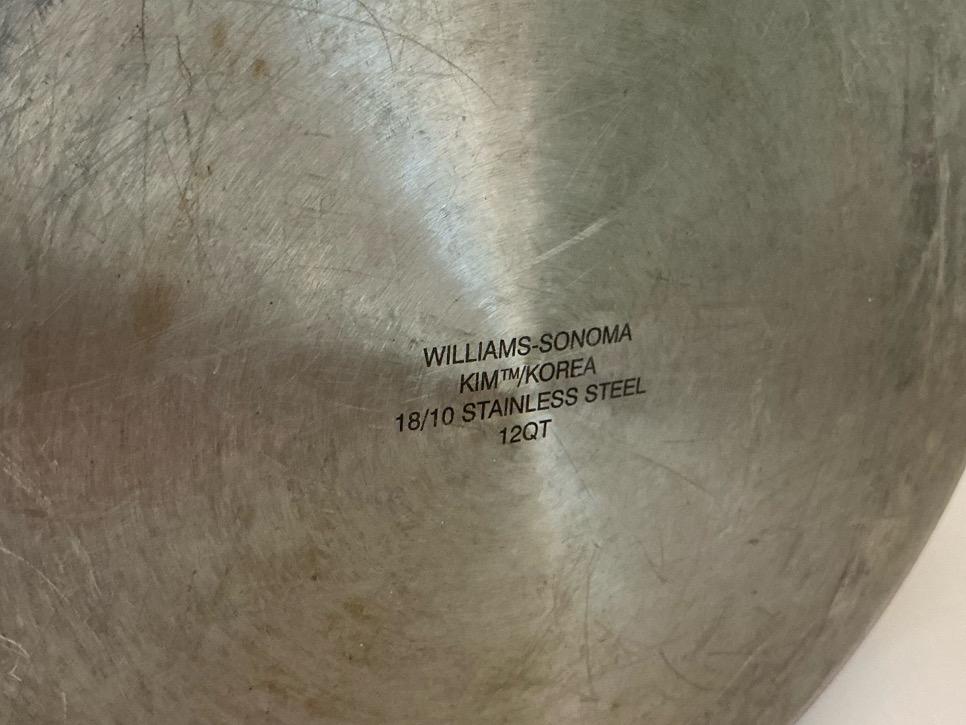 WILLIAMS-SONOMA
KIM™/KOREA
18/10 STAINLESS STEEL
12QT